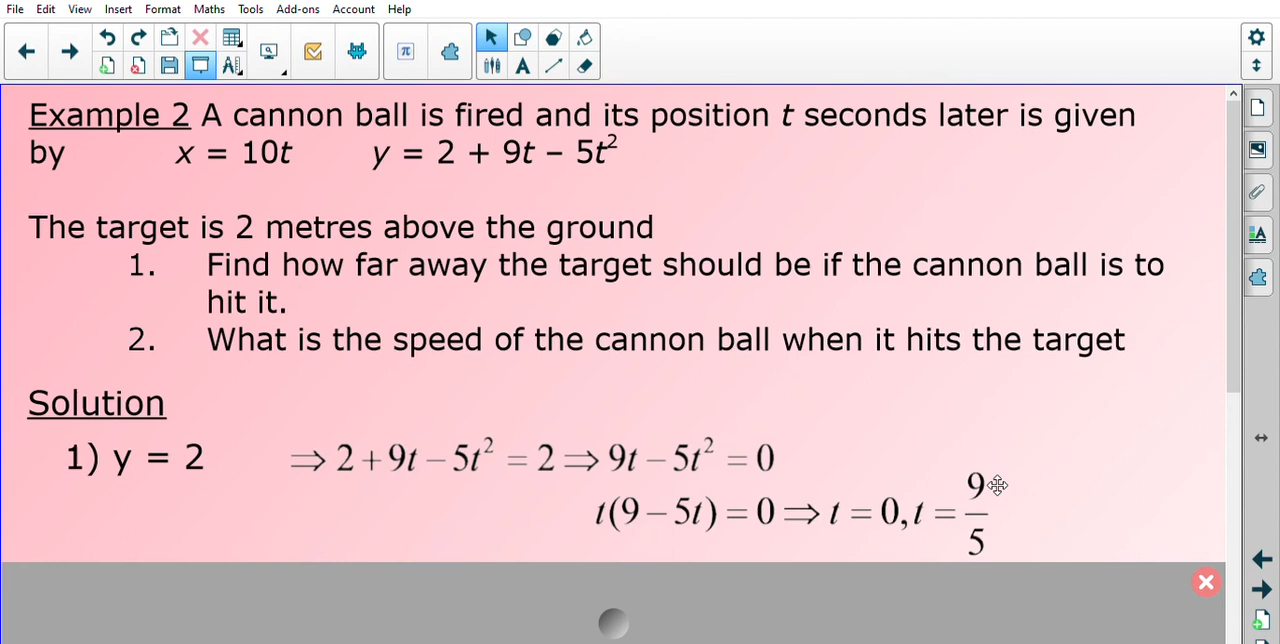 File Edit View Insert Format Maths Tools Add-ons Account Help
Example 2 A cannon ball is fired and its position t seconds later is given
by x = 10t y = 2 + 9t – 5t²
The target is 2 metres above the ground
1. Find how far away the target should be if the cannon ball is to
hit it.
2. What is the speed of the cannon ball when it hits the target
Solution
1) y = 2 ⇒ 2 + 9t − 5t² = 2 ⇒ 9t − 5t² = 0
t(9 − 5t) = 0 ⇒ t = 0, t = 9/5